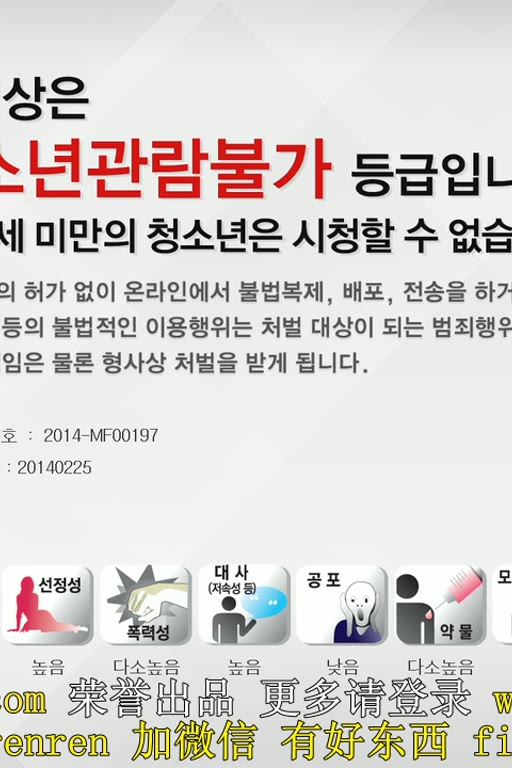 상은
소년관람불가 등급입니
세 미만의 청소년은 시청할 수 없습
의 허가 없이 온라인에서 불법복제, 배포, 전송을 하거
등의 불법적인 이용행위는 처벌 대상이 되는 범죄행위
임은 물론 형사상 처벌을 받게 됩니다.
호 : 2014-MF00197
: 20140225
선정성
폭력성
대 사
(저속성 등)
공 포
약 물
모
높음 다소높음 높음 낮음 다소높음
com 荣誉出品 更多请登录 w
renren 加微信 有好东西 fi